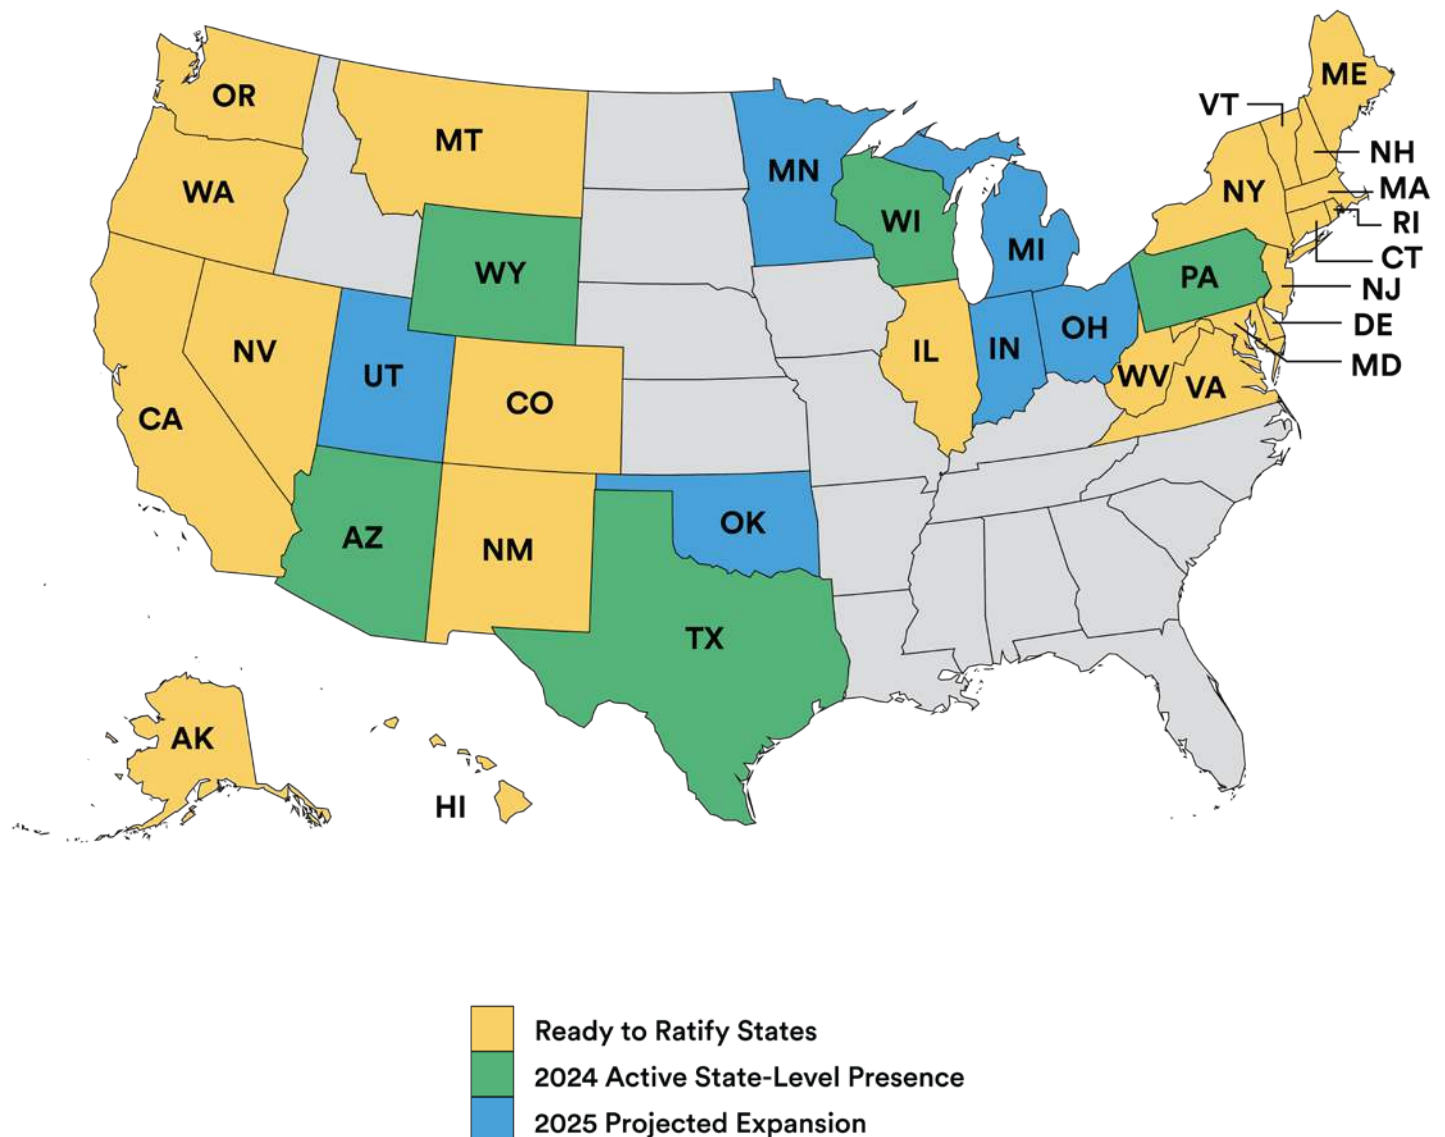 ME
VT
OR
MT
NH
MN
MA
WA
NY
RI
WI
MI
CT
WY
PA
NJ
OH
DE
NV
IL
IN
MD
UT
WV
VA
CO
CA
OK
AZ
NM
TX
AK
HI
Ready to Ratify States
2024 Active State-Level Presence
2025 Projected Expansion